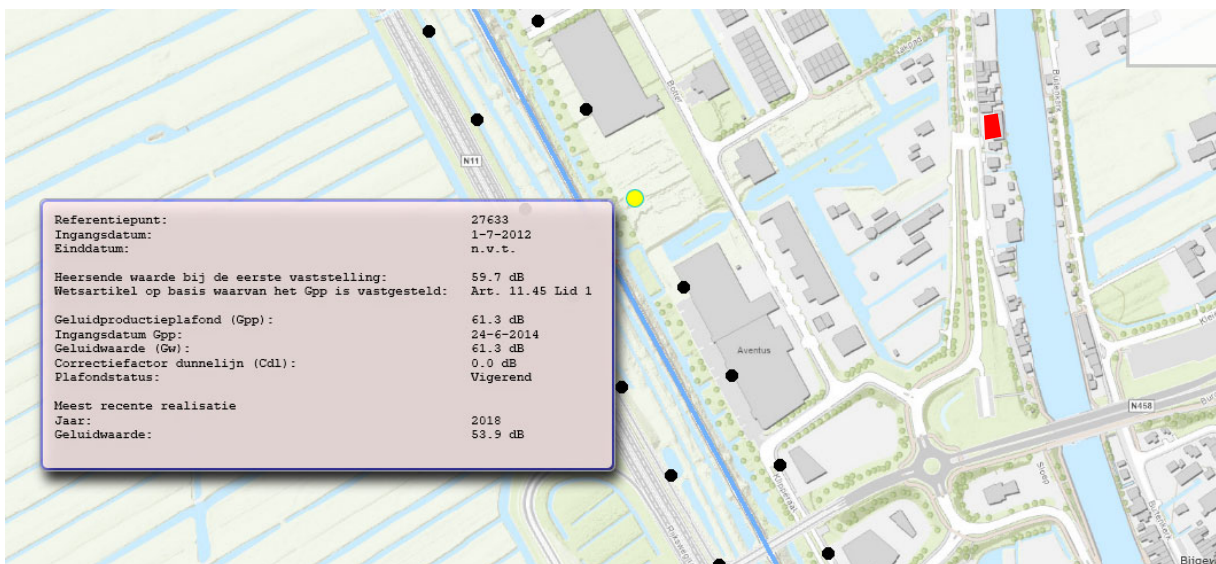 Botter
N11
Referentiepunt: 27633
Ingangsdatum: 1-7-2012
Einddatum: n.v.t.
Heersende waarde bij de eerste vaststelling: 59.7 dB
Wetsartikel op basis waarvan het Gpp is vastgesteld: Art. 11.45 Lid 1
Geluidproductieplafond (Gpp): 61.3 dB
Ingangsdatum Gpp: 24-6-2014
Geluidwaarde (Gw): 61.3 dB
Correctiefactor dunnelijn (Cdl): 0.0 dB
Plafondstatus: Vigerend
Meest recente realisatie
Jaar: 2018
Geluidwaarde: 53.9 dB
Aventus
N458
Sloep
Buitenkerk